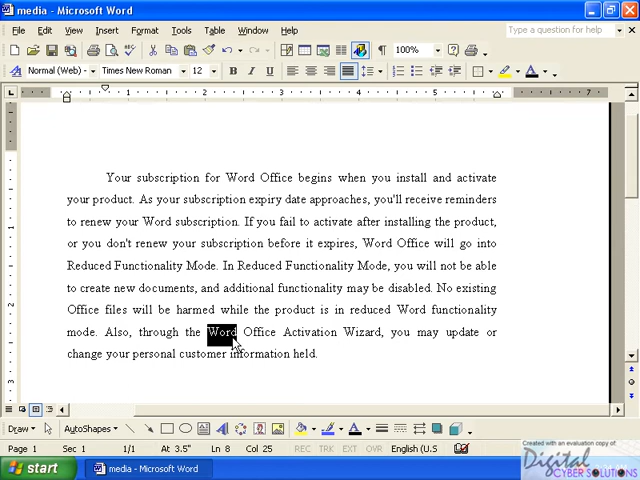 media - Microsoft Word
File Edit View Insert Format Tools Table Window Help
Type a question for help
100%
Normal (Web) Times New Roman 12 B I U
1 2 3 4 5 7
Your subscription for Word Office begins when you install and activate
your product. As your subscription expiry date approaches, you'll receive reminders
to renew your Word subscription. If you fail to activate after installing the product,
or you don't renew your subscription before it expires, Word Office will go into
Reduced Functionality Mode. In Reduced Functionality Mode, you will not be able
to create new documents, and additional functionality may be disabled. No existing
Office files will be harmed while the product is in reduced Word functionality
mode. Also, through the Word Office Activation Wizard, you may update or
change your personal customer information held.
Draw AutoShapes
Page 1 Sec 1 1/1 At 3.5" Ln 8 Col 25 REC TRK EXT OVR English (U.S
start media - Microsoft Word
Created with an evaluation copy of
Digital
CYBER SOLUTIONS